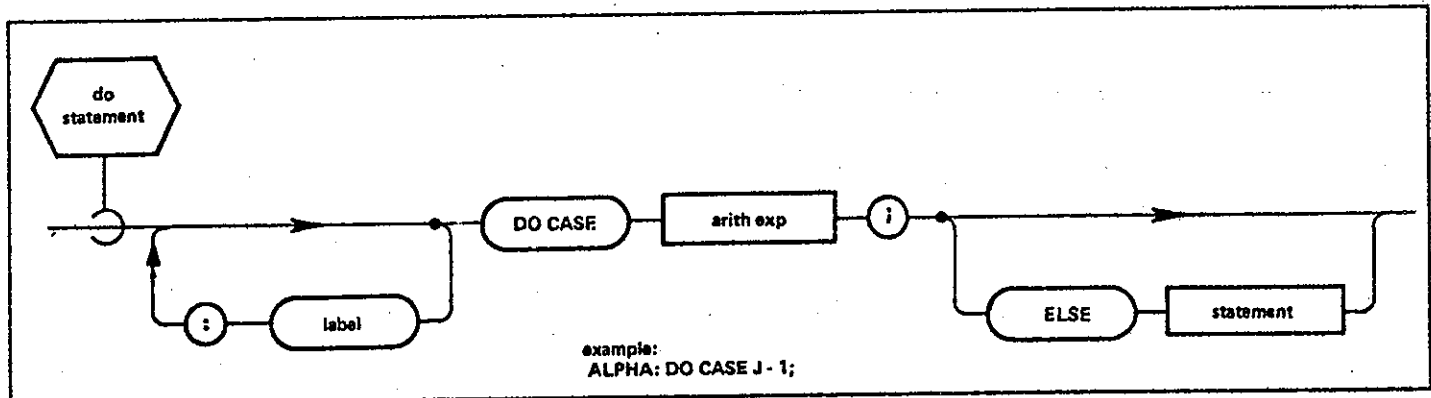 do
statement
DO CASE
arith exp
;
:
label
ELSE
statement
example:
ALPHA: DO CASE J - 1;